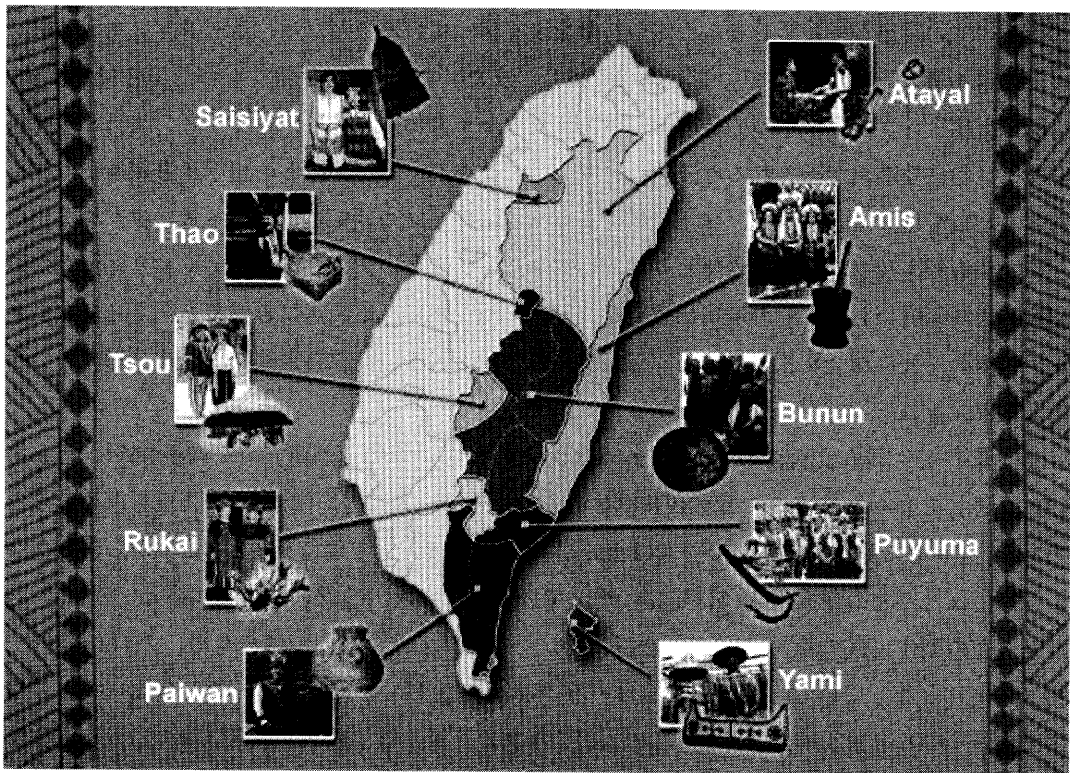 Saisiyat
Atayal
Thao
Amis
Tsou
Bunun
Rukai
Puyuma
Paiwan
Yami